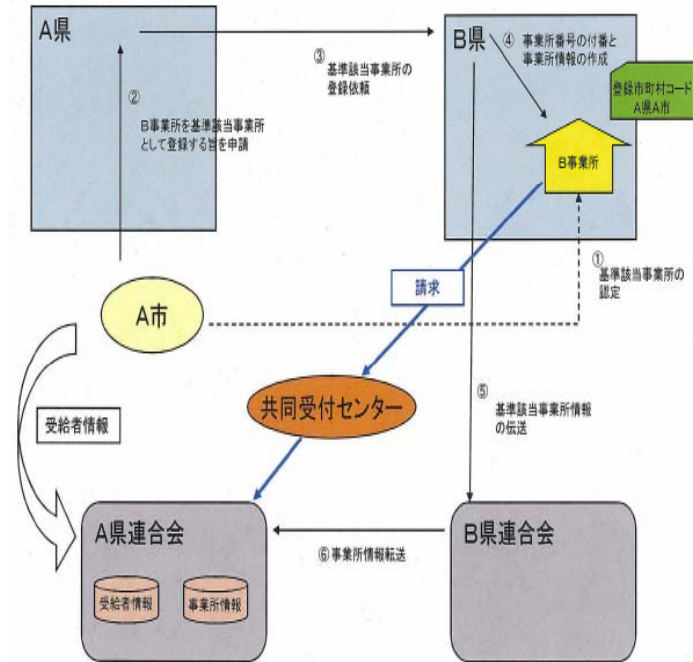 A県
B県
④ 事業所番号の付番と
事業所情報の作成
③
基準該当事業所の
登録依頼
登録市町村コード
A県A市
②
B事業所を基準該当事業所
として登録する旨を申請
B事業所
①
基準該当事業所の
認定
請求
A市
共同受付センター
⑤
基準該当事業所情報
の伝送
受給者情報
A県連合会
B県連合会
⑥事業所情報転送
受給者情報
事業所情報